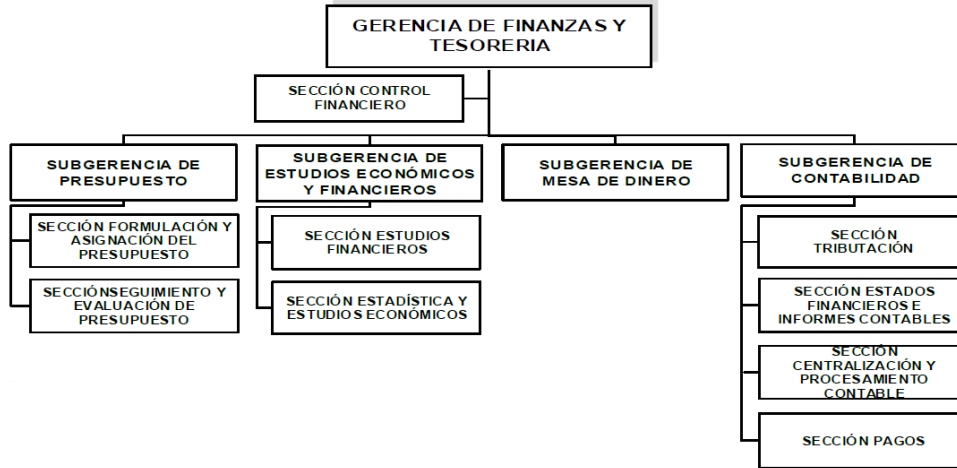 GERENCIA DE FINANZAS Y
TESORERIA
SECCIÓN CONTROL
FINANCIERO
SUBGERENCIA DE
PRESUPUESTO
SUBGERENCIA DE
ESTUDIOS ECONÓMICOS
Y FINANCIEROS
SUBGERENCIA DE
MESA DE DINERO
SUBGERENCIA DE
CONTABILIDAD
SECCIÓN FORMULACIÓN Y
ASIGNACIÓN DEL
PRESUPUESTO
SECCIÓNSEGUIMIENTO Y
EVALUACIÓN DE
PRESUPUESTO
SECCIÓN ESTUDIOS
FINANCIEROS
SECCIÓN ESTADÍSTICA Y
ESTUDIOS ECONÓMICOS
SECCIÓN
TRIBUTACIÓN
SECCIÓN ESTADOS
FINANCIEROS E
INFORMES CONTABLES
SECCIÓN
CENTRALIZACIÓN Y
PROCESAMIENTO
CONTABLE
SECCIÓN PAGOS